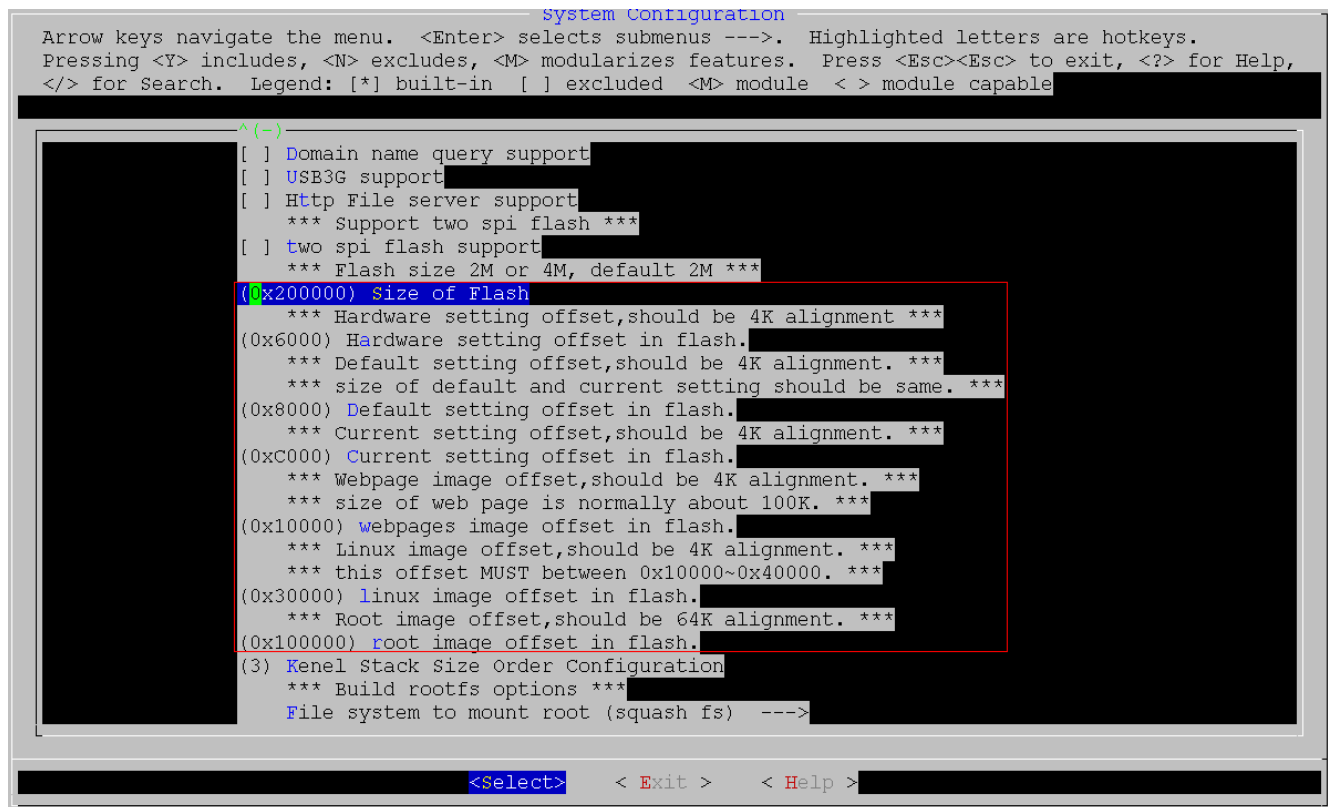 System Configuration
Arrow keys navigate the menu.  <Enter> selects submenus --->.  Highlighted letters are hotkeys.
Pressing <Y> includes, <N> excludes, <M> modularizes features.  Press <Esc><Esc> to exit, <?> for Help,
</> for Search.  Legend: [*] built-in  [ ] excluded  <M> module  < > module capable
^(-)
[ ] Domain name query support
[ ] USB3G support
[ ] Http File server support
*** Support two spi flash ***
[ ] two spi flash support
*** Flash size 2M or 4M, default 2M ***
(0x200000) Size of Flash
*** Hardware setting offset,should be 4K alignment ***
(0x6000) Hardware setting offset in flash.
*** Default setting offset,should be 4K alignment. ***
*** size of default and current setting should be same. ***
(0x8000) Default setting offset in flash.
*** Current setting offset,should be 4K alignment. ***
(0xC000) Current setting offset in flash.
*** Webpage image offset,should be 4K alignment. ***
*** size of web page is normally about 100K. ***
(0x10000) webpages image offset in flash.
*** Linux image offset,should be 4K alignment. ***
*** this offset MUST between 0x10000~0x40000. ***
(0x30000) linux image offset in flash.
*** Root image offset,should be 64K alignment. ***
(0x100000) root image offset in flash.
(3) Kenel Stack Size Order Configuration
*** Build rootfs options ***
File system to mount root (squash fs)  --->
<Select>    < Exit >    < Help >